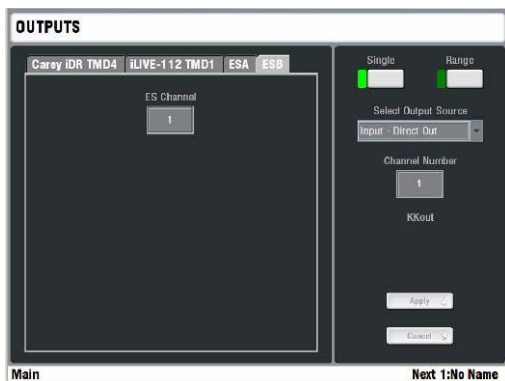 OUTPUTS
Carey iDR TMD4 iLIVE-112 TMD1 ESA ESB
ES Channel
1
Single Range
Select Output Source
Input - Direct Out
Channel Number
1
KKout
Apply
Cancel
Main Next 1:No Name